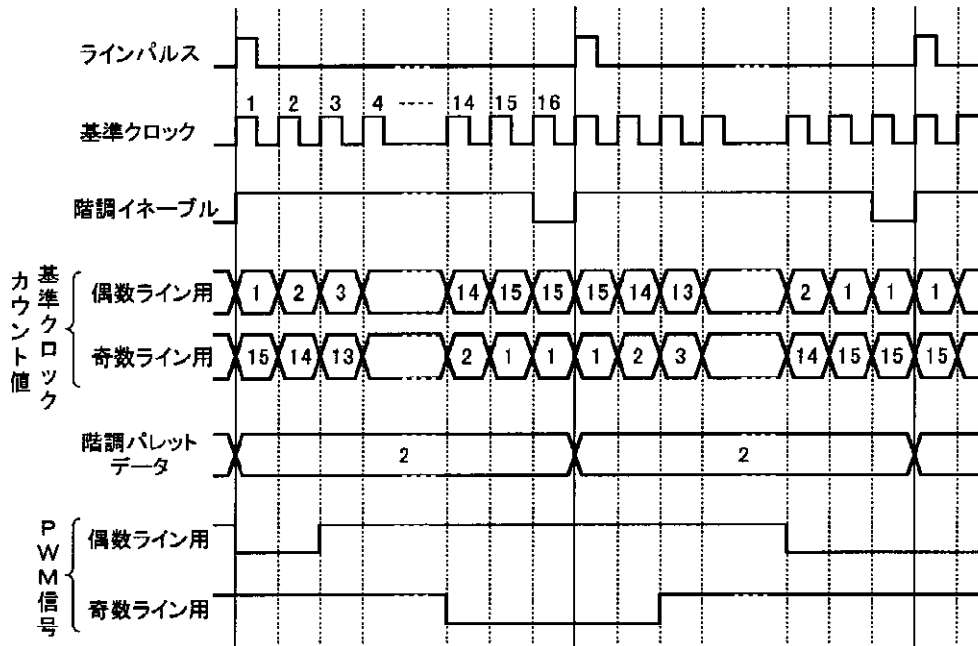 ラインパルス
1 2 3 4 ---- 14 15 16
基準クロック
階調イネーブル
基準クロックカウント値
偶数ライン用 1 2 3 14 15 15 15 14 13 2 1 1 1
奇数ライン用 15 14 13 2 1 1 1 2 3 14 15 15 15
階調パレット
データ
2 2
PWM信号
偶数ライン用
奇数ライン用